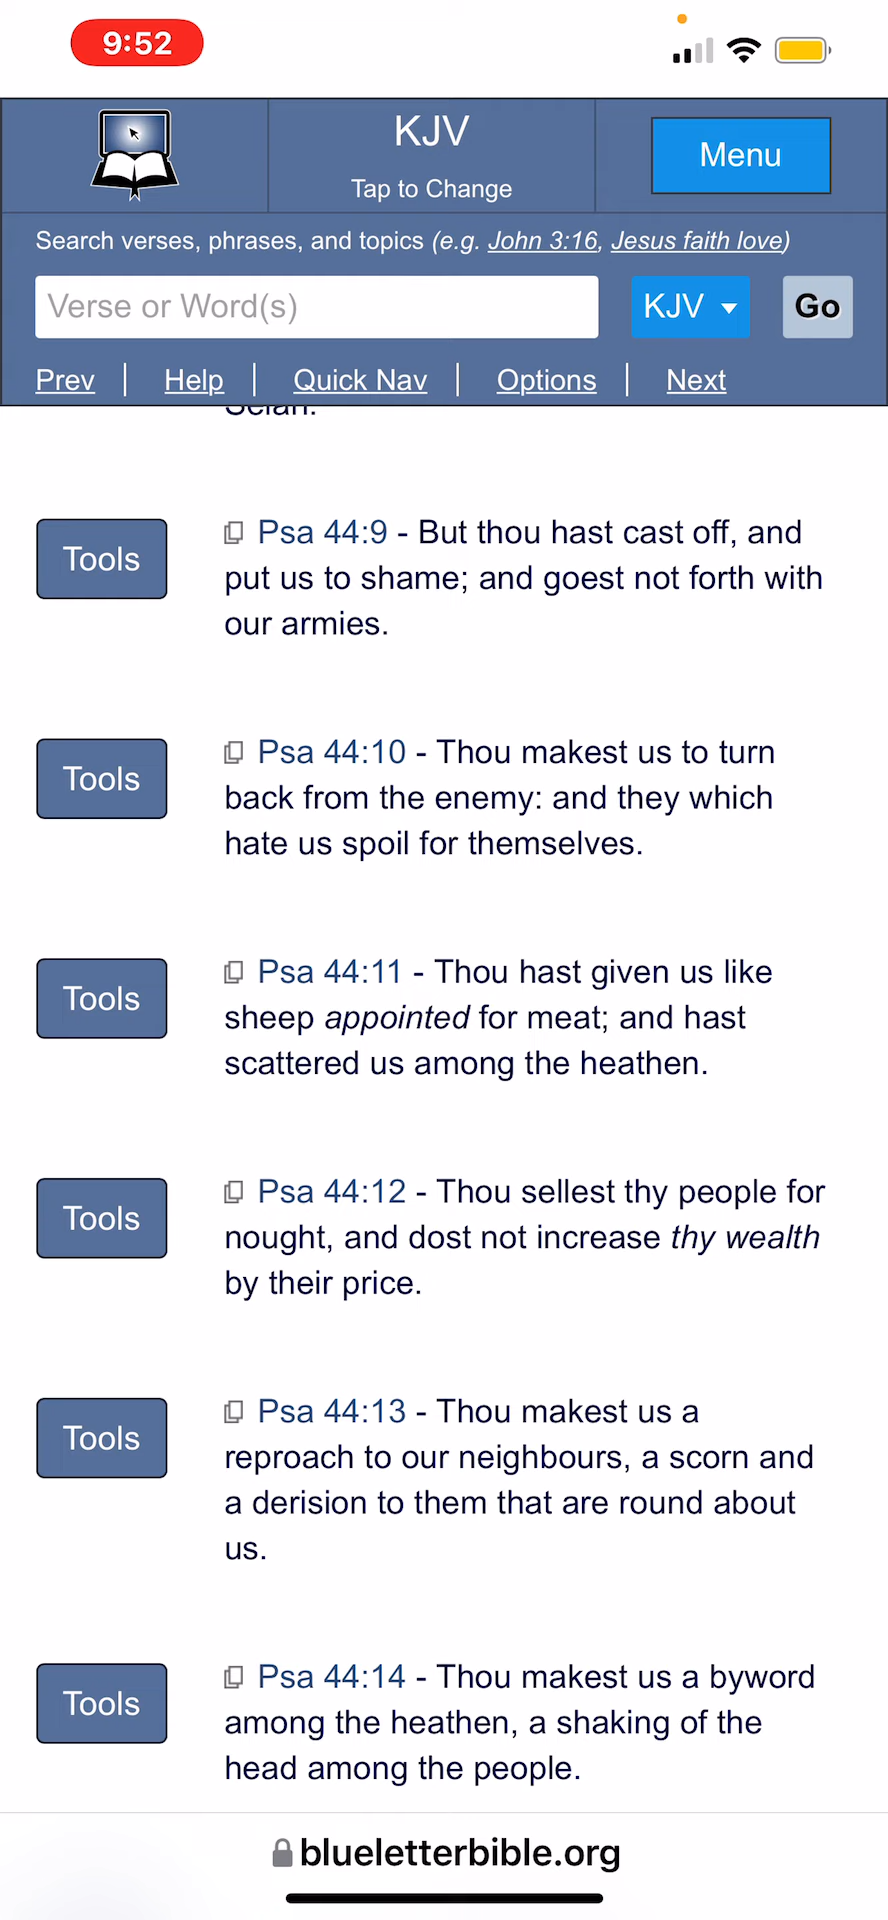 9:52
KJV
Tap to Change
Menu
Search verses, phrases, and topics (e.g. John 3:16, Jesus faith love)
Verse or Word(s)
KJV
Go
Prev | Help | Quick Nav | Options | Next
Selah.
Tools
Psa 44:9 - But thou hast cast off, and
put us to shame; and goest not forth with
our armies.
Tools
Psa 44:10 - Thou makest us to turn
back from the enemy: and they which
hate us spoil for themselves.
Tools
Psa 44:11 - Thou hast given us like
sheep appointed for meat; and hast
scattered us among the heathen.
Tools
Psa 44:12 - Thou sellest thy people for
nought, and dost not increase thy wealth
by their price.
Tools
Psa 44:13 - Thou makest us a
reproach to our neighbours, a scorn and
a derision to them that are round about
us.
Tools
Psa 44:14 - Thou makest us a byword
among the heathen, a shaking of the
head among the people.
blueletterbible.org